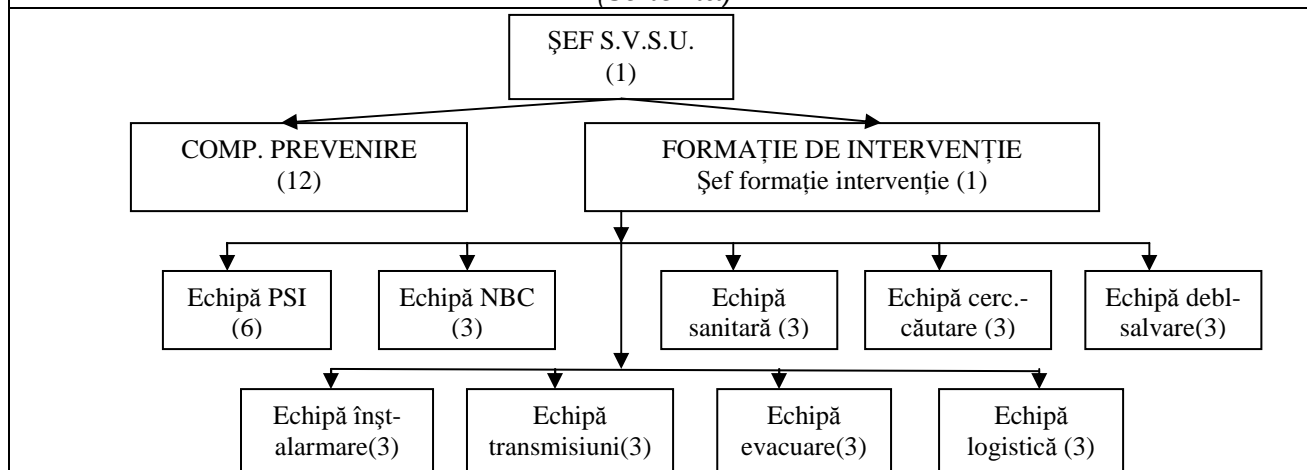 ŞEF S.V.S.U.
(1)
COMP. PREVENIRE
(12)
FORMAȚIE DE INTERVENȚIE
Şef formație intervenție (1)
Echipă PSI
(6)
Echipă NBC
(3)
Echipă
sanitară (3)
Echipă cerc.-
căutare (3)
Echipă debl-
salvare(3)
Echipă înşt-
alarmare(3)
Echipă
transmisiuni(3)
Echipă
evacuare(3)
Echipă
logistică (3)